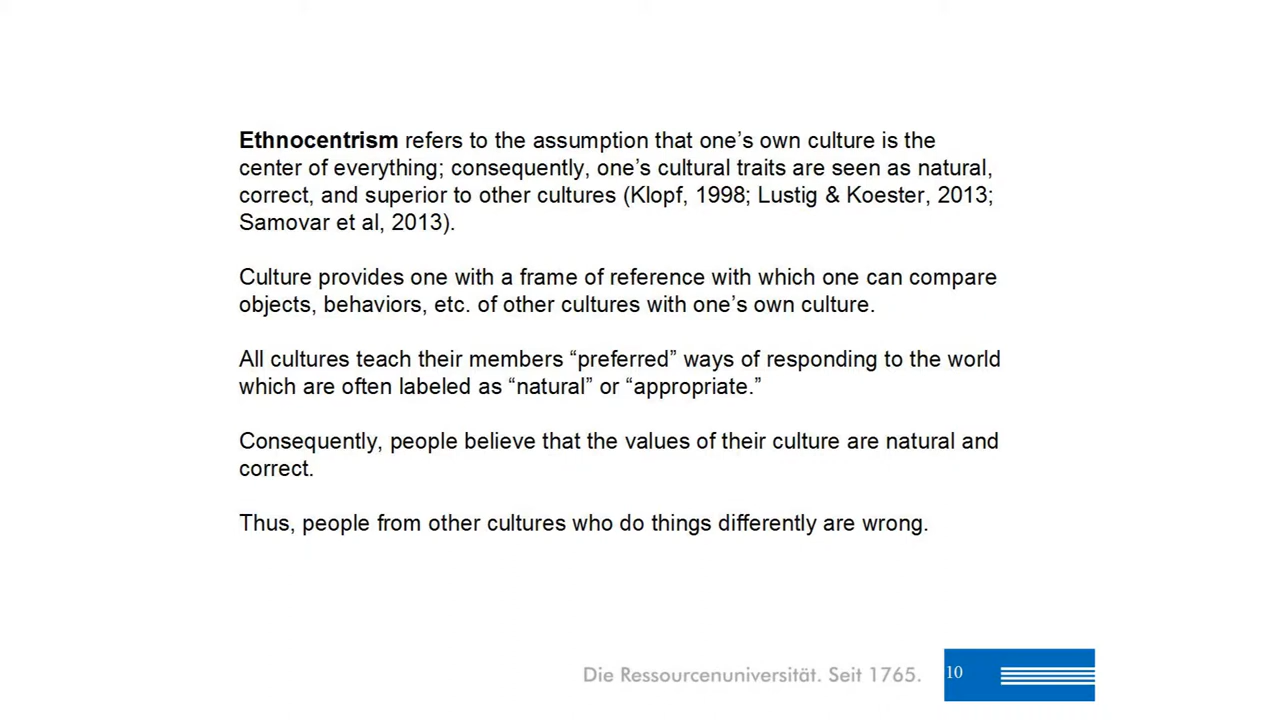 Ethnocentrism refers to the assumption that one’s own culture is the
center of everything; consequently, one’s cultural traits are seen as natural,
correct, and superior to other cultures (Klopf, 1998; Lustig & Koester, 2013;
Samovar et al, 2013).
Culture provides one with a frame of reference with which one can compare
objects, behaviors, etc. of other cultures with one’s own culture.
All cultures teach their members “preferred” ways of responding to the world
which are often labeled as “natural” or “appropriate.”
Consequently, people believe that the values of their culture are natural and
correct.
Thus, people from other cultures who do things differently are wrong.
Die Ressourcenuniversität. Seit 1765.
10